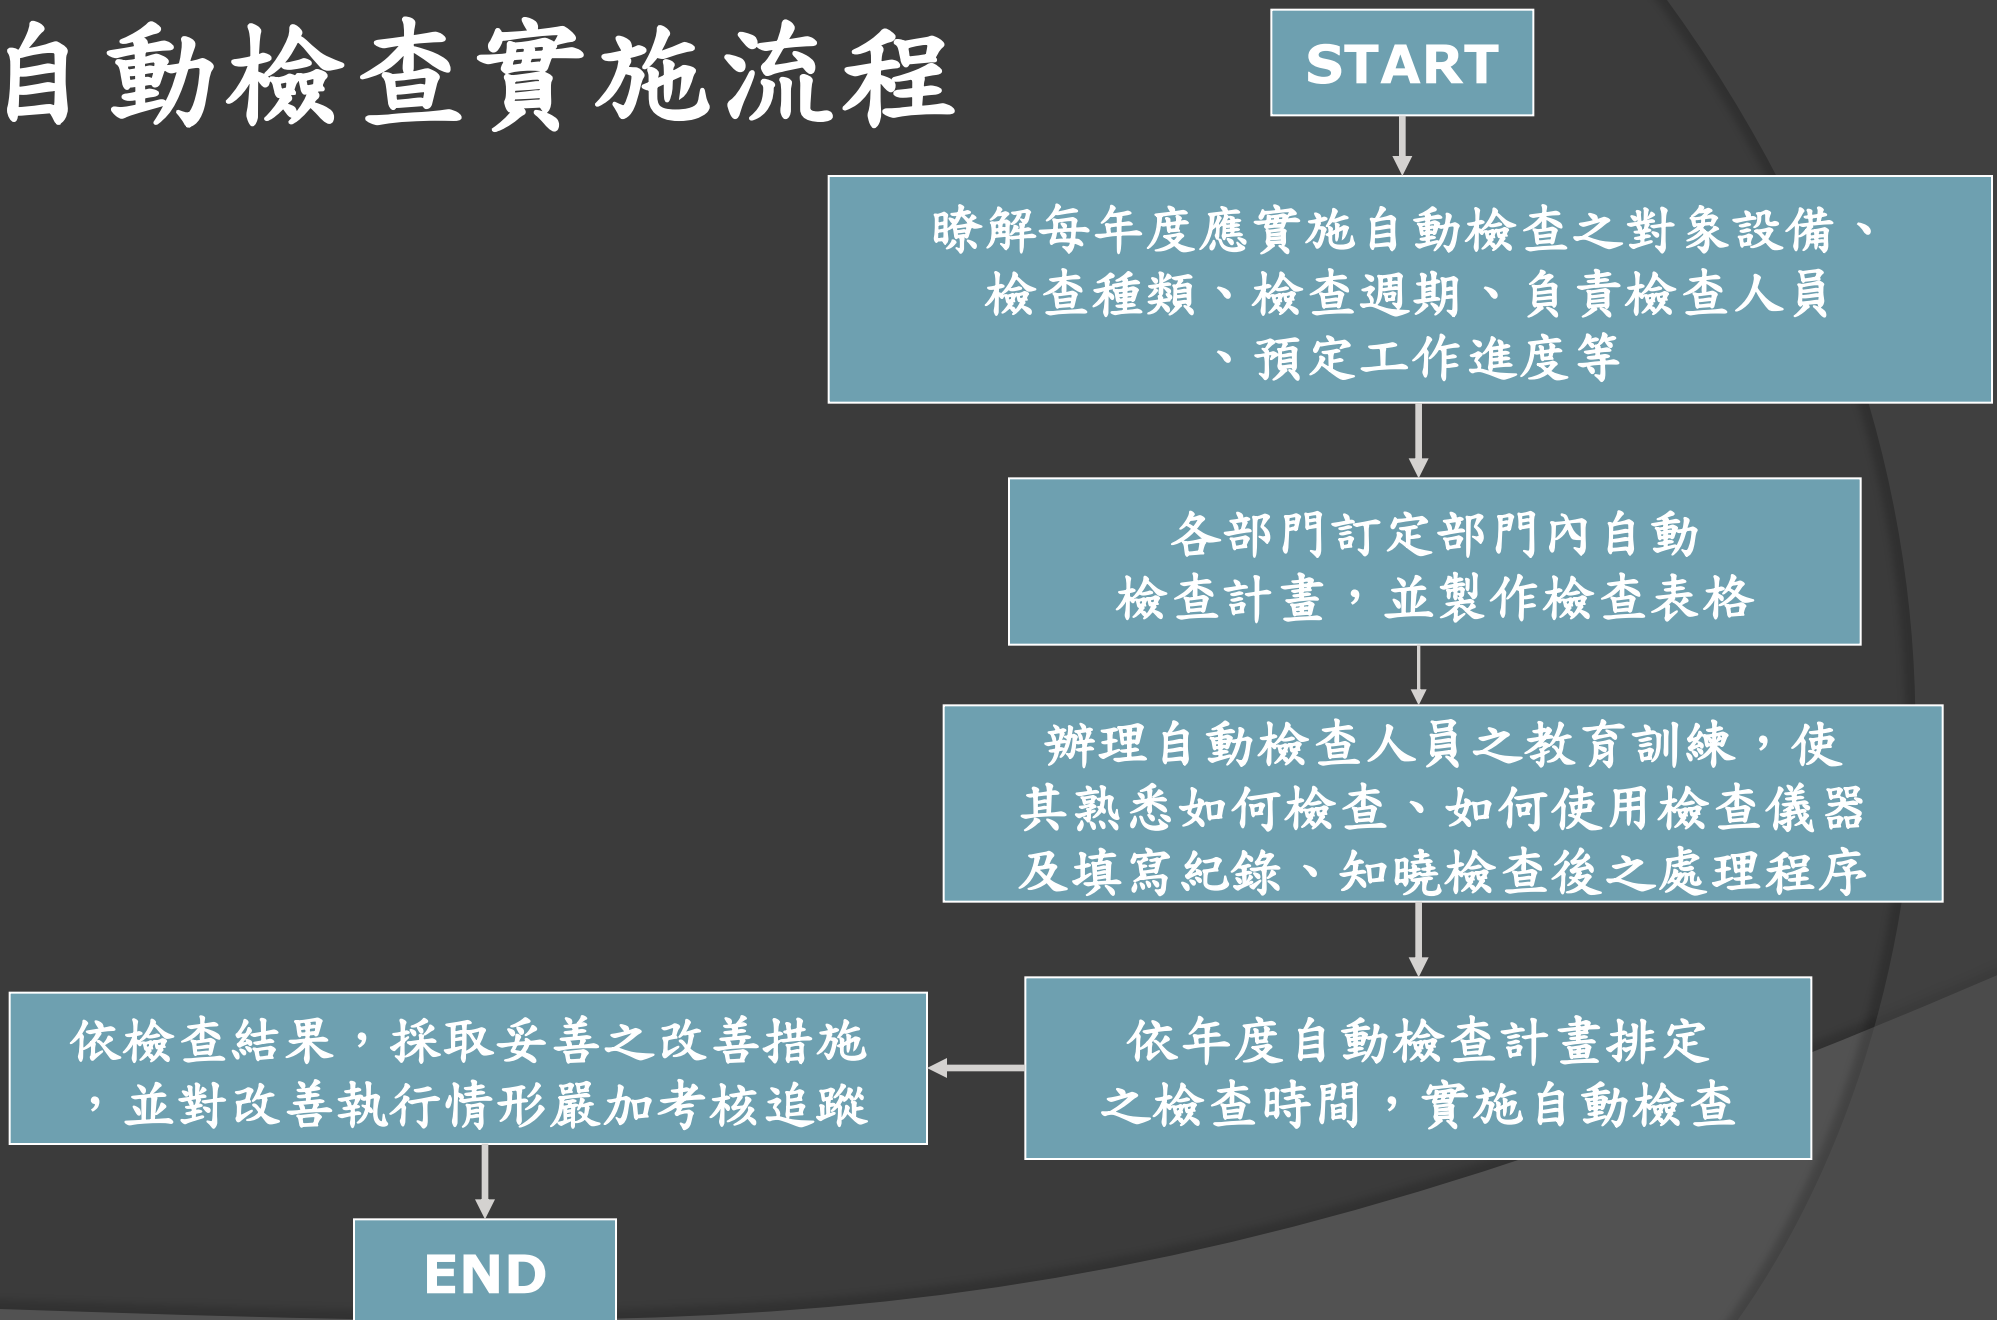 自動檢查實施流程
START
瞭解每年度應實施自動檢查之對象設備、
檢查種類、檢查週期、負責檢查人員
、預定工作進度等
各部門訂定部門內自動
檢查計畫，並製作檢查表格
辦理自動檢查人員之教育訓練，使
其熟悉如何檢查、如何使用檢查儀器
及填寫紀錄、知曉檢查後之處理程序
依年度自動檢查計畫排定
之檢查時間，實施自動檢查
依檢查結果，採取妥善之改善措施
，並對改善執行情形嚴加考核追蹤
END